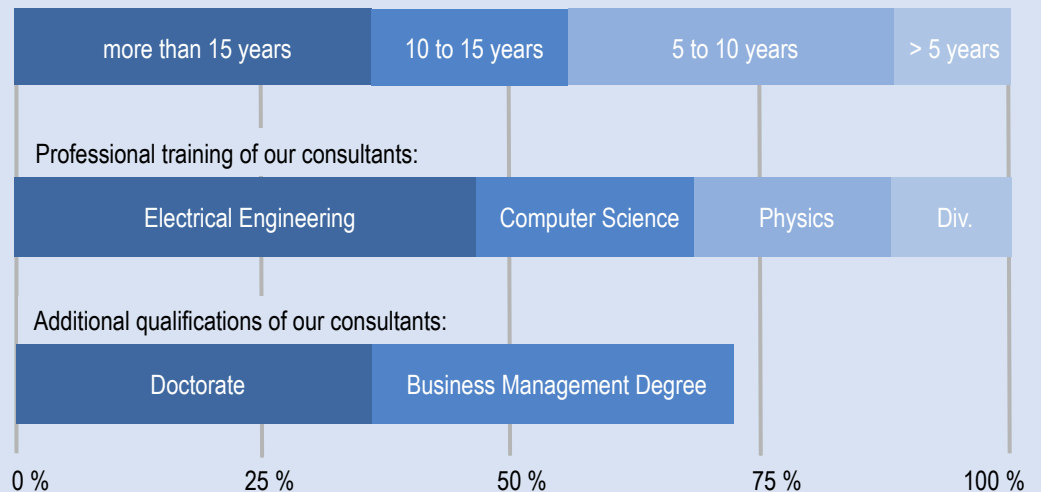 more than 15 years 10 to 15 years 5 to 10 years > 5 years
Professional training of our consultants:
Electrical Engineering Computer Science Physics Div.
Additional qualifications of our consultants:
Doctorate Business Management Degree
0 % 25 % 50 % 75 % 100 %